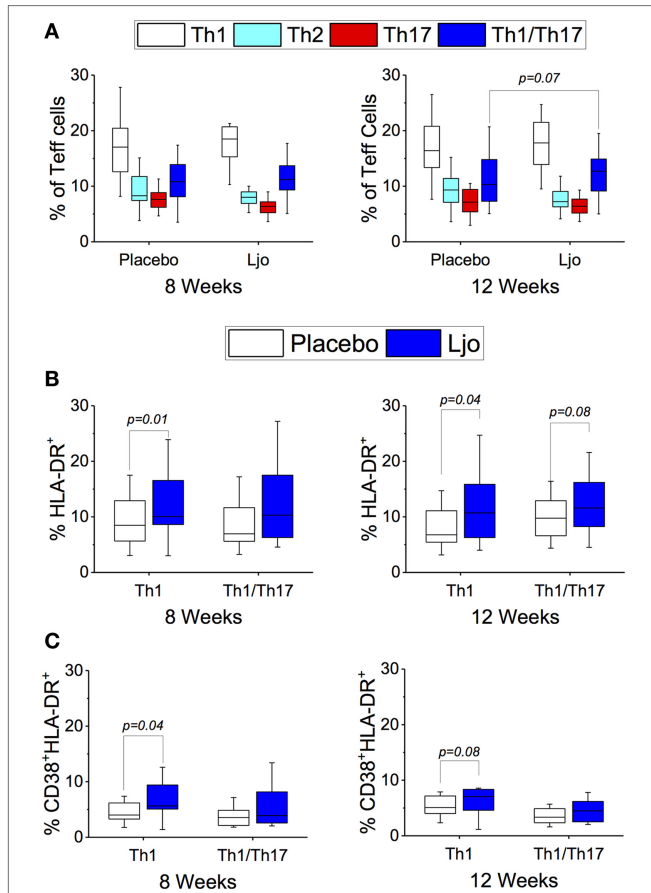 A
Th1 Th2 Th17 Th1/Th17
% of Teff cells
30
20
10
0
Placebo Ljo
8 Weeks
% of Teff Cells
30
20
10
0
p=0.07
Placebo Ljo
12 Weeks
Placebo Ljo
B
% HLA-DR+
30
20
10
0
p=0.01
Th1 Th1/Th17
8 Weeks
% HLA-DR+
30
20
10
0
p=0.04
p=0.08
Th1 Th1/Th17
12 Weeks
C
% CD38+HLA-DR+
30
20
10
0
p=0.04
Th1 Th1/Th17
8 Weeks
% CD38+HLA-DR+
30
20
10
0
p=0.08
Th1 Th1/Th17
12 Weeks